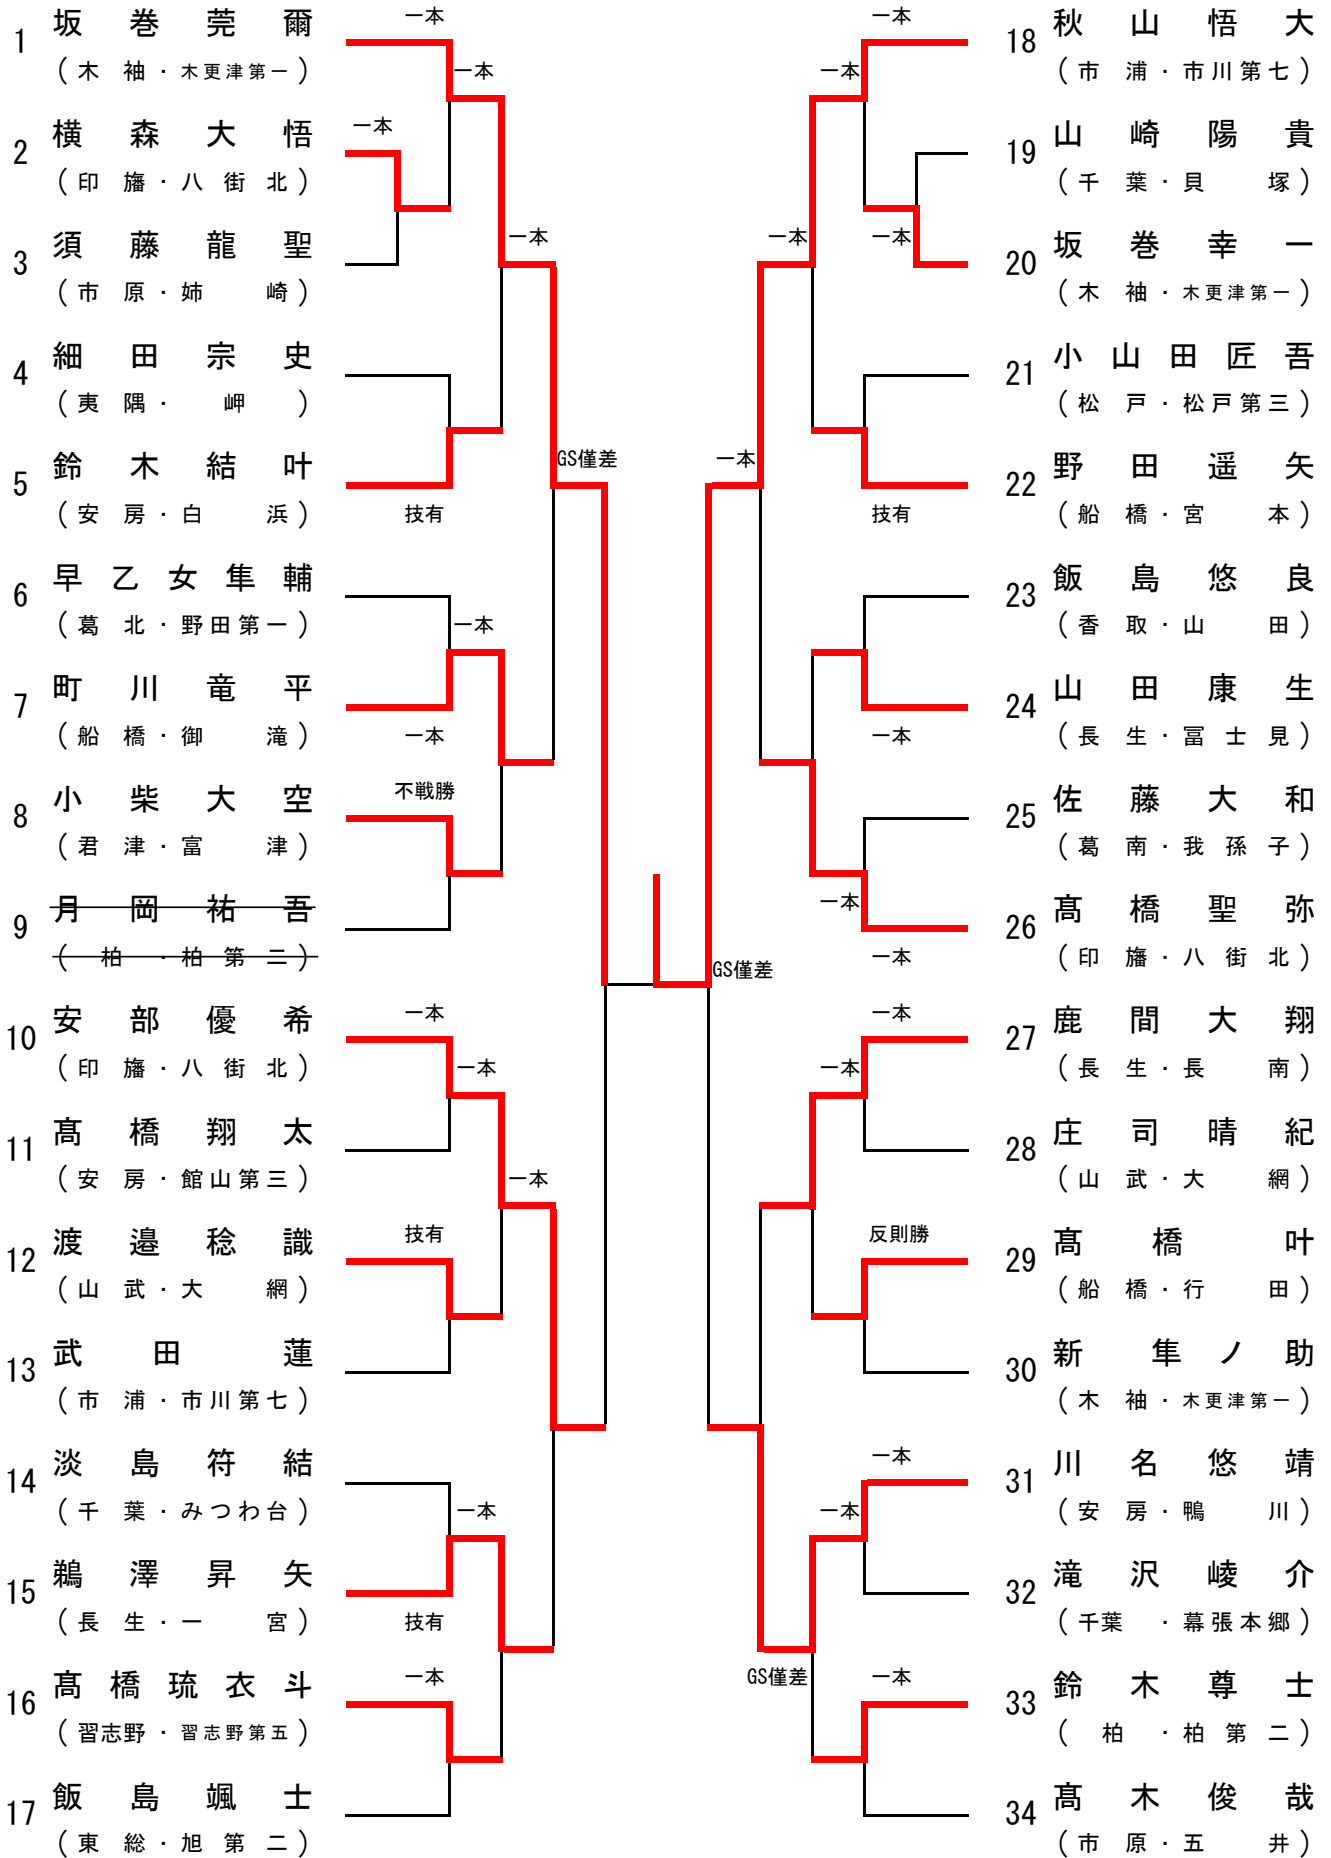 1 坂巻莞爾
(木袖・木更津第一)
一本
一本
2 横森大悟
(印旛・八街北)
一本
3 須藤龍聖
(市原・姉崎)
一本
4 細田宗史
(夷隅・岬)
5 鈴木結叶
(安房・白浜)
技有
GS僅差
6 早乙女隼輔
(葛北・野田第一)
一本
7 町川竜平
(船橋・御滝)
一本
8 小柴大空
(君津・富津)
不戦勝
9 月岡祐吾
(柏・柏第二)
10 安部優希
(印旛・八街北)
一本
一本
11 髙橋翔太
(安房・館山第三)
一本
12 渡邉稔識
(山武・大網)
技有
13 武田蓮
(市浦・市川第七)
14 淡島符結
(千葉・みつわ台)
一本
15 鵜澤昇矢
(長生・一宮)
技有
16 髙橋琉衣斗
(習志野・習志野第五)
一本
17 飯島颯士
(東総・旭第二)
18 秋山悟大
(市浦・市川第七)
一本
一本
19 山崎陽貴
(千葉・貝塚)
20 坂巻幸一
(木袖・木更津第一)
一本
一本
21 小山田匠吾
(松戸・松戸第三)
22 野田遥矢
(船橋・宮本)
一本
技有
23 飯島悠良
(香取・山田)
24 山田康生
(長生・冨士見)
一本
25 佐藤大和
(葛南・我孫子)
26 髙橋聖弥
(印旛・八街北)
一本
一本
GS僅差
27 鹿間大翔
(長生・長南)
一本
一本
28 庄司晴紀
(山武・大網)
29 髙橋叶
(船橋・行田)
反則勝
30 新隼ノ助
(木袖・木更津第一)
31 川名悠靖
(安房・鴨川)
一本
一本
32 滝沢崚介
(千葉・幕張本郷)
33 鈴木尊士
(柏・柏第二)
一本
GS僅差
34 髙木俊哉
(市原・五井)